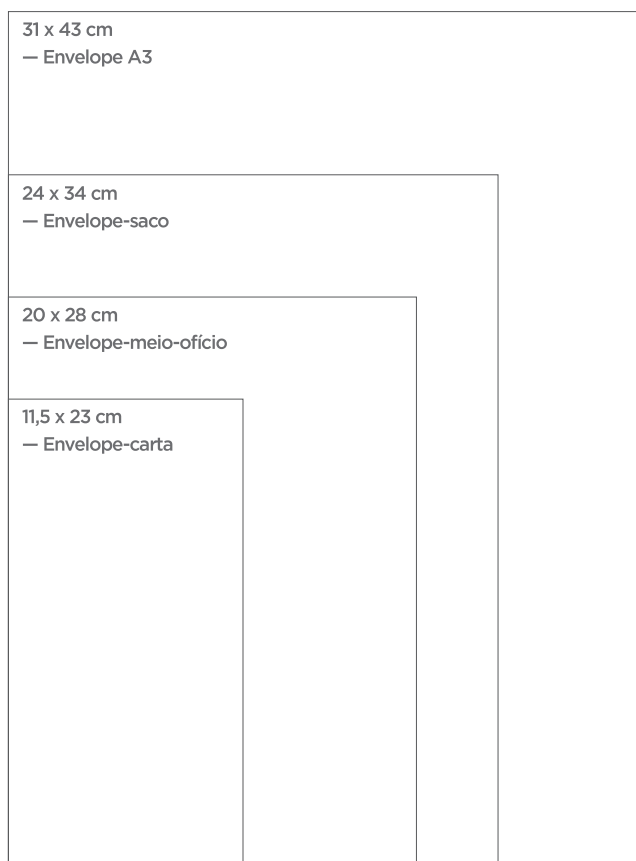 31 x 43 cm
— Envelope A3
24 x 34 cm
— Envelope-saco
20 x 28 cm
— Envelope-meio-ofício
11,5 x 23 cm
— Envelope-carta